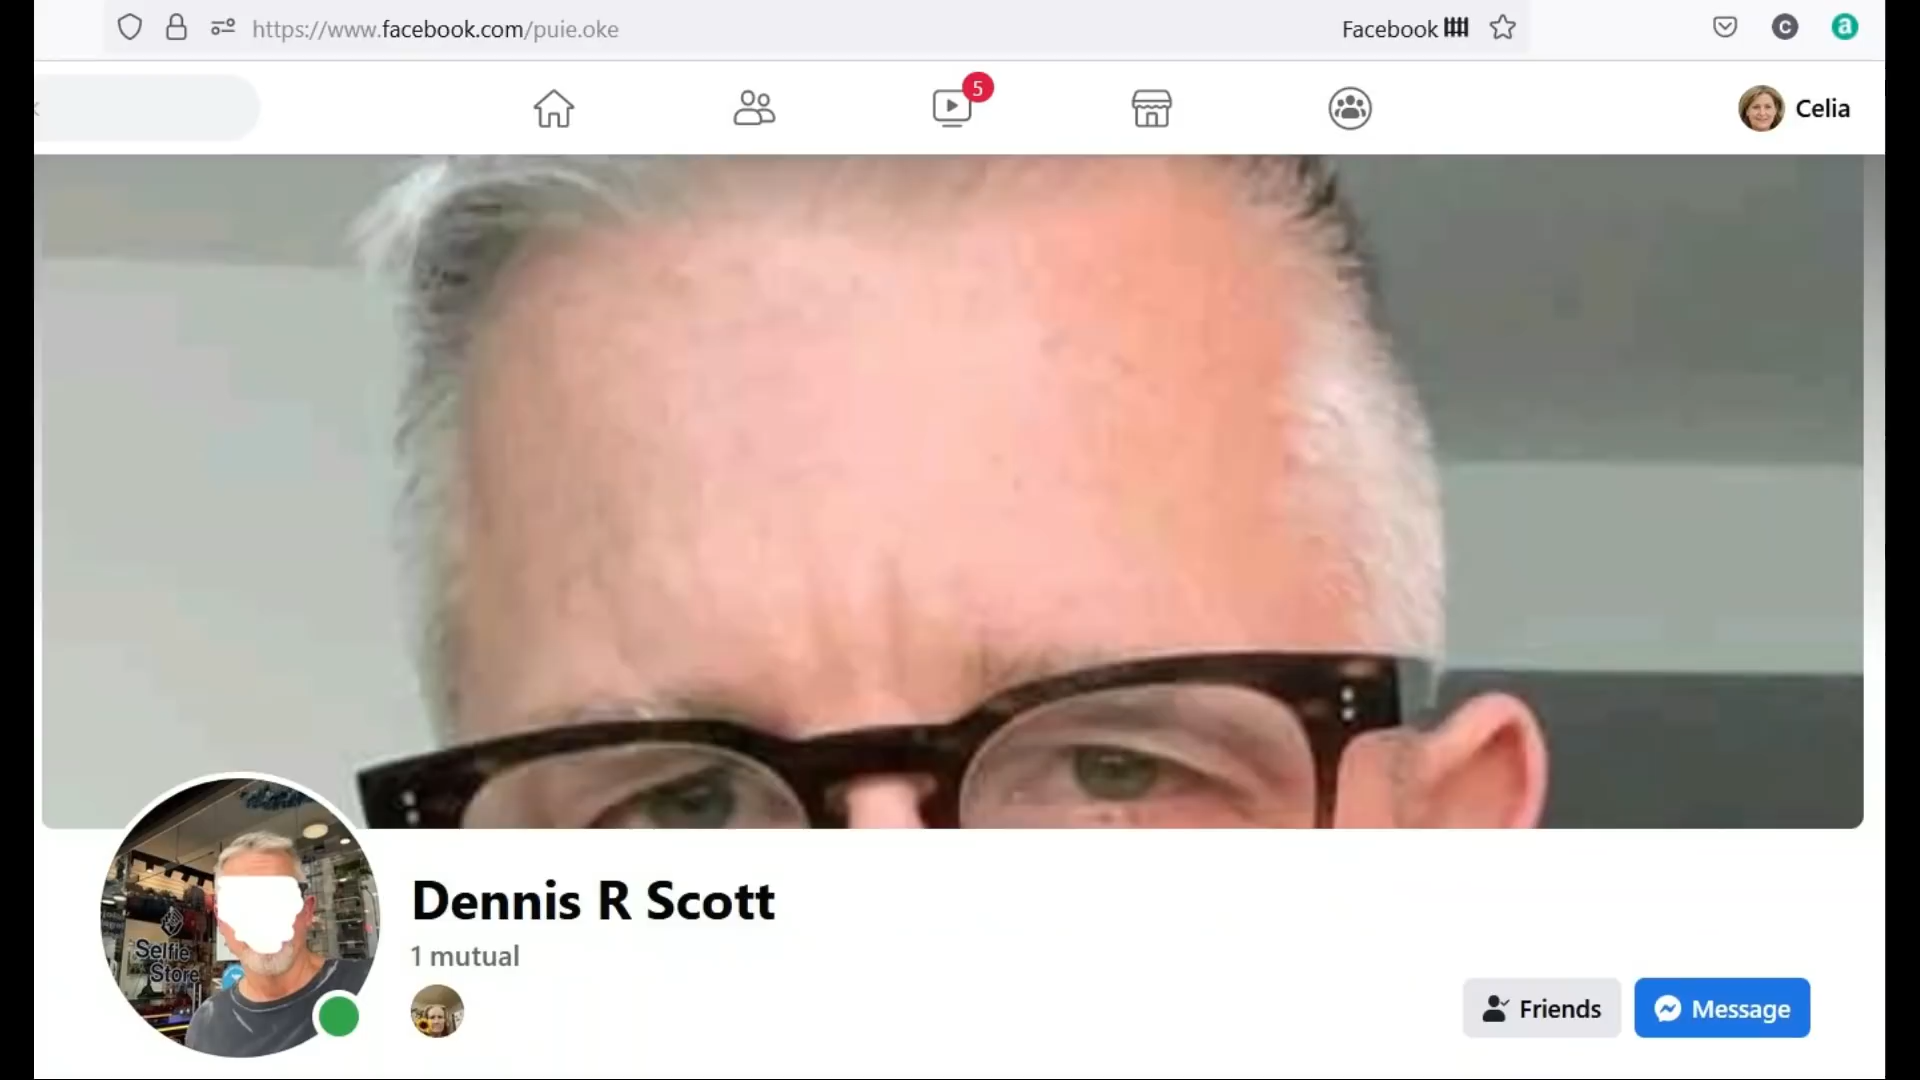 https://www.facebook.com/puie.oke
Facebook
5
Celia
Selfie
Store
Dennis R Scott
1 mutual
Friends
Message